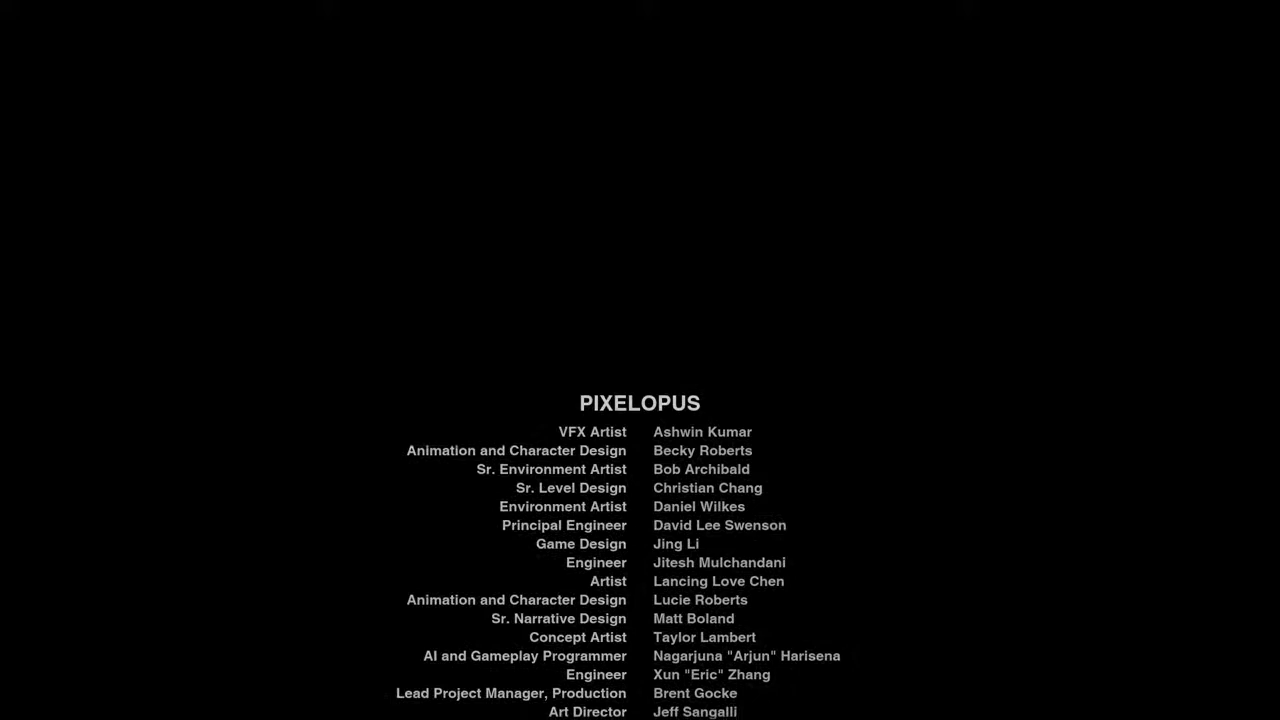 PIXELOPUS
VFX Artist Ashwin Kumar
Animation and Character Design Becky Roberts
Sr. Environment Artist Bob Archibald
Sr. Level Design Christian Chang
Environment Artist Daniel Wilkes
Principal Engineer David Lee Swenson
Game Design Jing Li
Engineer Jitesh Mulchandani
Artist Lancing Love Chen
Animation and Character Design Lucie Roberts
Sr. Narrative Design Matt Boland
Concept Artist Taylor Lambert
AI and Gameplay Programmer Nagarjuna "Arjun" Harisena
Engineer Xun "Eric" Zhang
Lead Project Manager, Production Brent Gocke
Art Director Jeff Sangalli